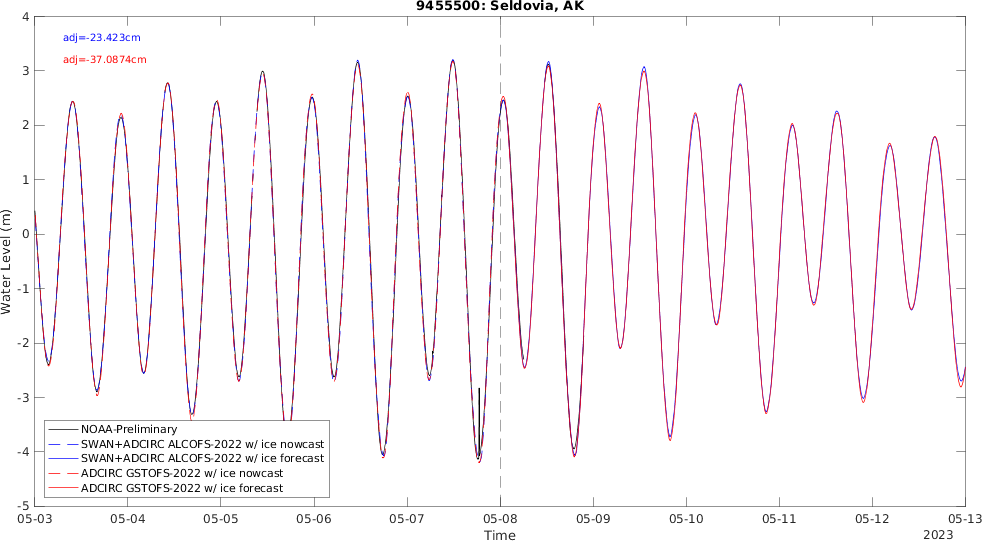 9455500: Seldovia, AK
adj=-23.423cm
adj=-37.0874cm
4
3
2
1
0
-1
-2
-3
-4
-5
Water Level (m)
NOAA-Preliminary
SWAN+ADCIRC ALCOFS-2022 w/ ice nowcast
SWAN+ADCIRC ALCOFS-2022 w/ ice forecast
ADCIRC GSTOFS-2022 w/ ice nowcast
ADCIRC GSTOFS-2022 w/ ice forecast
05-03 05-04 05-05 05-06 05-07 05-08 05-09 05-10 05-11 05-12 05-13
Time
2023